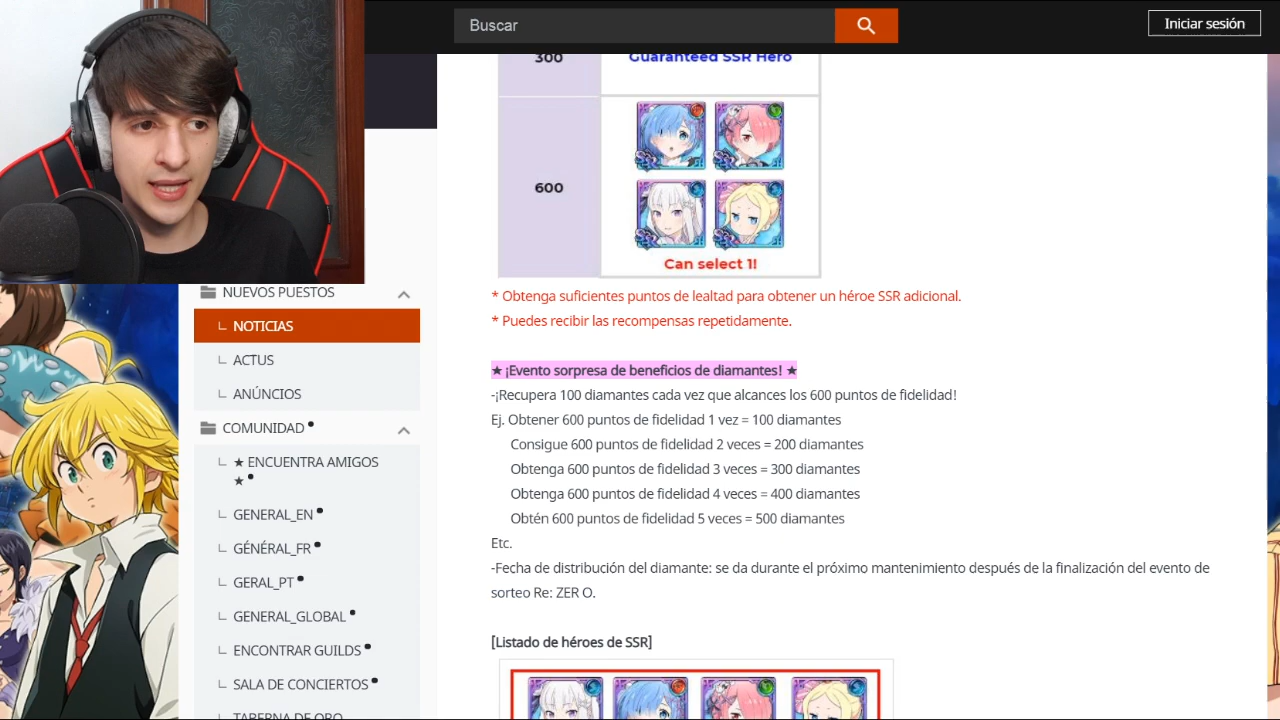 Buscar
Iniciar sesión
300
Guaranteed SSR Hero
600
SSR
SSR
SSR
SSR
Can select 1!
* Obtenga suficientes puntos de lealtad para obtener un héroe SSR adicional.
* Puedes recibir las recompensas repetidamente.
★ ¡Evento sorpresa de beneficios de diamantes! ★
-¡Recupera 100 diamantes cada vez que alcances los 600 puntos de fidelidad!
Ej. Obtener 600 puntos de fidelidad 1 vez = 100 diamantes
Consigue 600 puntos de fidelidad 2 veces = 200 diamantes
Obtenga 600 puntos de fidelidad 3 veces = 300 diamantes
Obtenga 600 puntos de fidelidad 4 veces = 400 diamantes
Obtén 600 puntos de fidelidad 5 veces = 500 diamantes
Etc.
-Fecha de distribución del diamante: se da durante el próximo mantenimiento después de la finalización del evento de
sorteo Re: ZER O.
[Listado de héroes de SSR]
NUEVOS PUESTOS
NOTICIAS
ACTUS
ANÚNCIOS
COMUNIDAD
★ ENCUENTRA AMIGOS
★
GENERAL_EN
GÉNÉRAL_FR
GERAL_PT
GENERAL_GLOBAL
ENCONTRAR GUILDS
SALA DE CONCIERTOS
TABERNA DE ORO